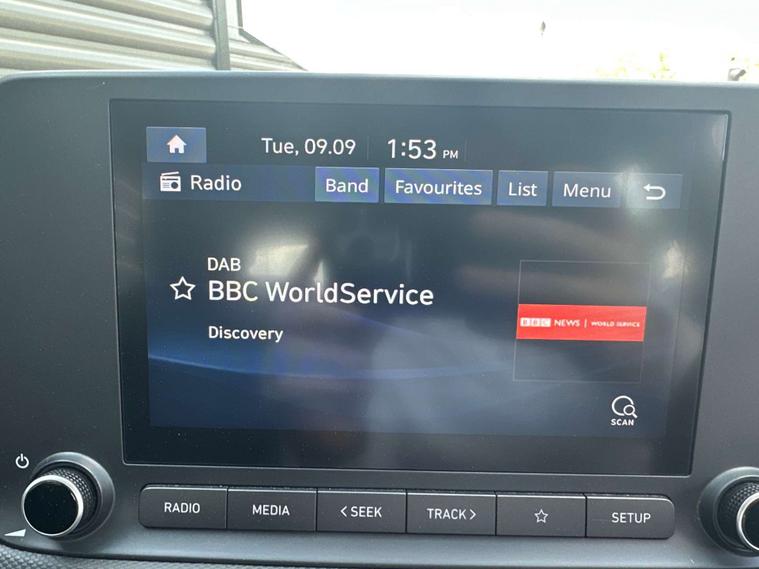 Tue, 09.09 1:53 PM
Radio Band Favourites List Menu
DAB
BBC WorldService
Discovery
BBC NEWS | WORLD SERVICE
SCAN
RADIO MEDIA < SEEK TRACK > SETUP